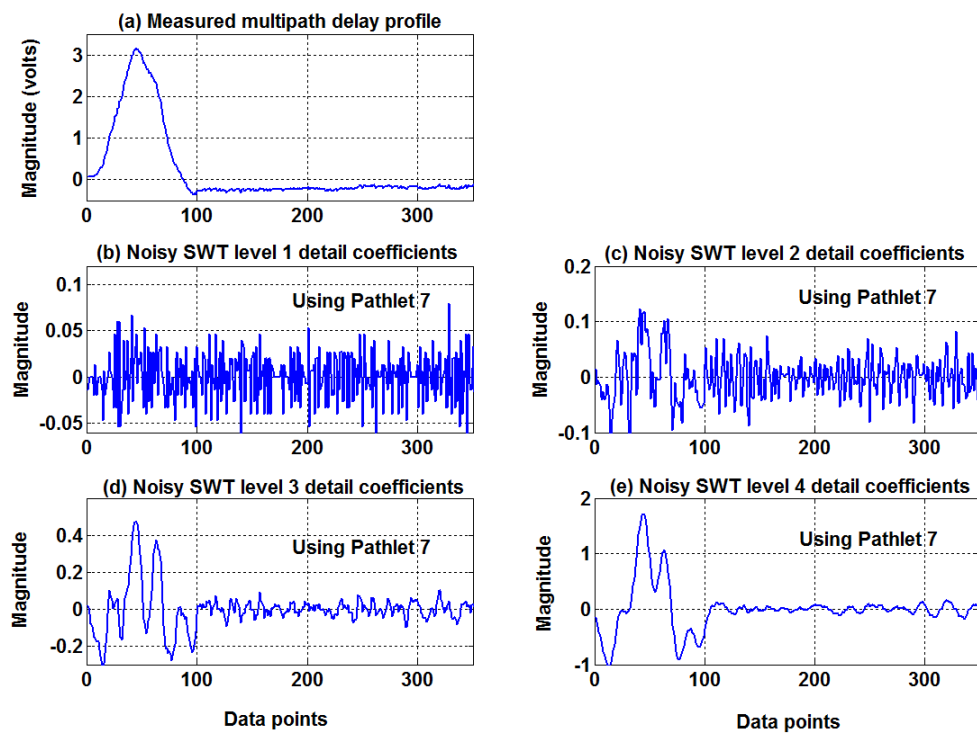 (a) Measured multipath delay profile
Magnitude (volts)
3
2
1
0
0 100 200 300
(b) Noisy SWT level 1 detail coefficients
Using Pathlet 7
Magnitude
0.1
0.05
0
-0.05
0 100 200 300
(c) Noisy SWT level 2 detail coefficients
Using Pathlet 7
Magnitude
0.2
0.1
0
-0.1
0 100 200 300
(d) Noisy SWT level 3 detail coefficients
Using Pathlet 7
Magnitude
0.4
0.2
0
-0.2
0 100 200 300
Data points
(e) Noisy SWT level 4 detail coefficients
Using Pathlet 7
Magnitude
2
1
0
-1
0 100 200 300
Data points